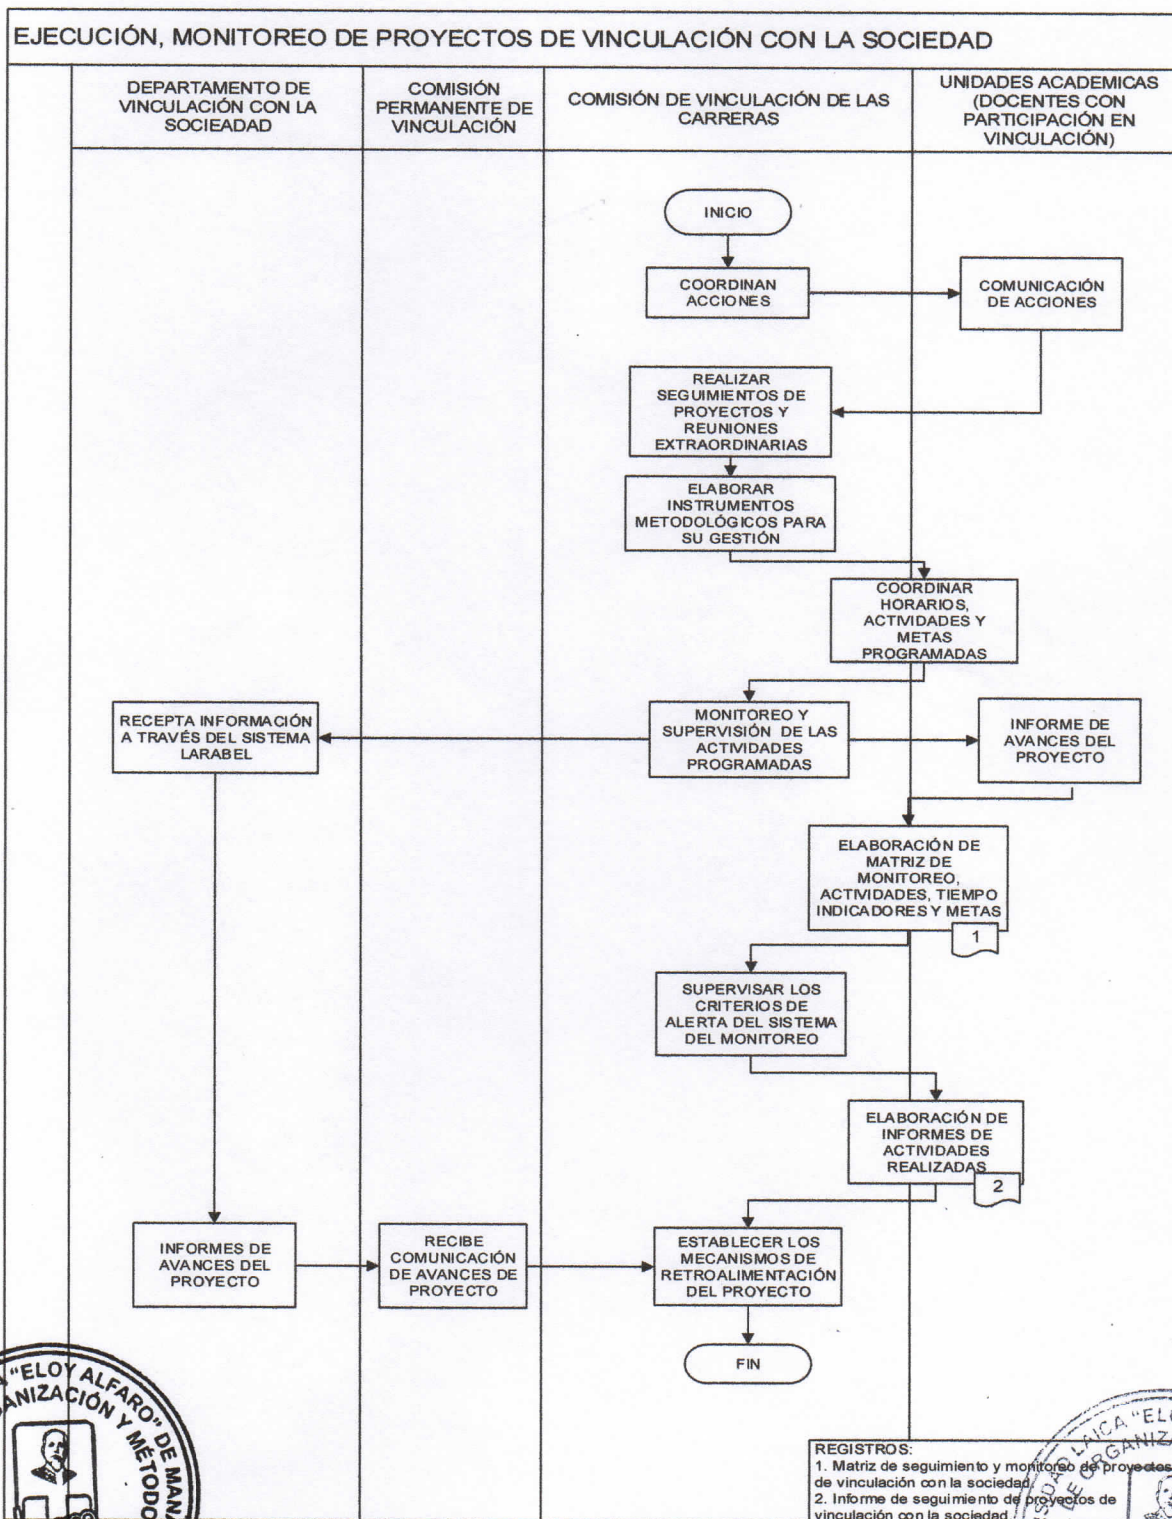 EJECUCIÓN, MONITOREO DE PROYECTOS DE VINCULACIÓN CON LA SOCIEDAD
DEPARTAMENTO DE
VINCULACIÓN CON LA
SOCIEADAD
COMISIÓN
PERMANENTE DE
VINCULACIÓN
COMISIÓN DE VINCULACIÓN DE LAS
CARRERAS
UNIDADES ACADEMICAS
(DOCENTES CON
PARTICIPACIÓN EN
VINCULACIÓN)
INICIO
COORDINAN
ACCIONES
COMUNICACIÓN
DE ACCIONES
REALIZAR
SEGUIMIENTOS DE
PROYECTOS Y
REUNIONES
EXTRAORDINARIAS
ELABORAR
INSTRUMENTOS
METODOLÓGICOS PARA
SU GESTIÓN
COORDINAR
HORARIOS,
ACTIVIDADES Y
METAS
PROGRAMADAS
RECEPTA INFORMACIÓN
A TRAVÉS DEL SISTEMA
LARABEL
MONITOREO Y
SUPERVISIÓN DE LAS
ACTIVIDADES
PROGRAMADAS
INFORME DE
AVANCES DEL
PROYECTO
ELABORACIÓN DE
MATRIZ DE
MONITOREO,
ACTIVIDADES, TIEMPO
INDICADORES Y METAS
1
SUPERVISAR LOS
CRITERIOS DE
ALERTA DEL SISTEMA
DEL MONITOREO
ELABORACIÓN DE
INFORMES DE
ACTIVIDADES
REALIZADAS
2
INFORMES DE
AVANCES DEL
PROYECTO
RECIBE
COMUNICACIÓN
DE AVANCES DE
PROYECTO
ESTABLECER LOS
MECANISMOS DE
RETROALIMENTACIÓN
DEL PROYECTO
FIN
"ELOY ALFARO" DE
ORGANIZACIÓN Y
REGISTROS:
1. Matriz de seguimiento y monitoreo de proyectos
de vinculación con la sociedad.
2. Informe de seguimiento de proyectos de
vinculación con la sociedad
LAICA